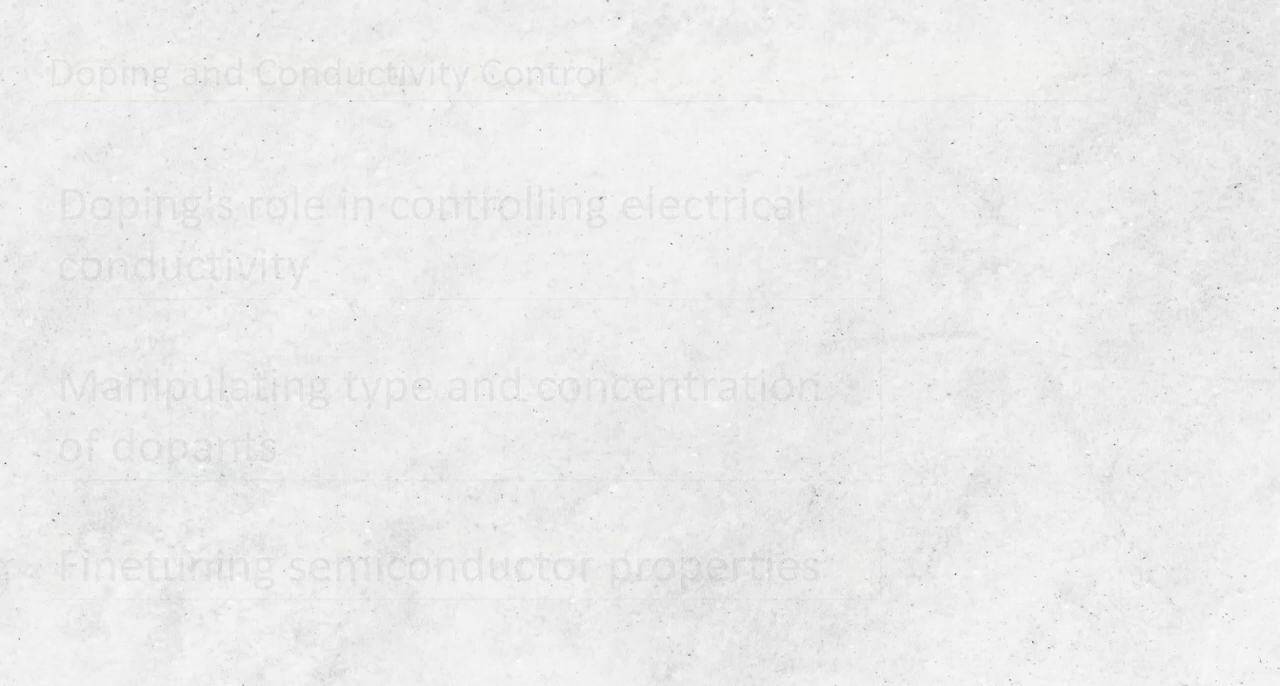 Doping and Conductivity Control
Doping's role in controlling electrical
conductivity
Manipulating type and concentration
of dopants
Finetuning semiconductor properties